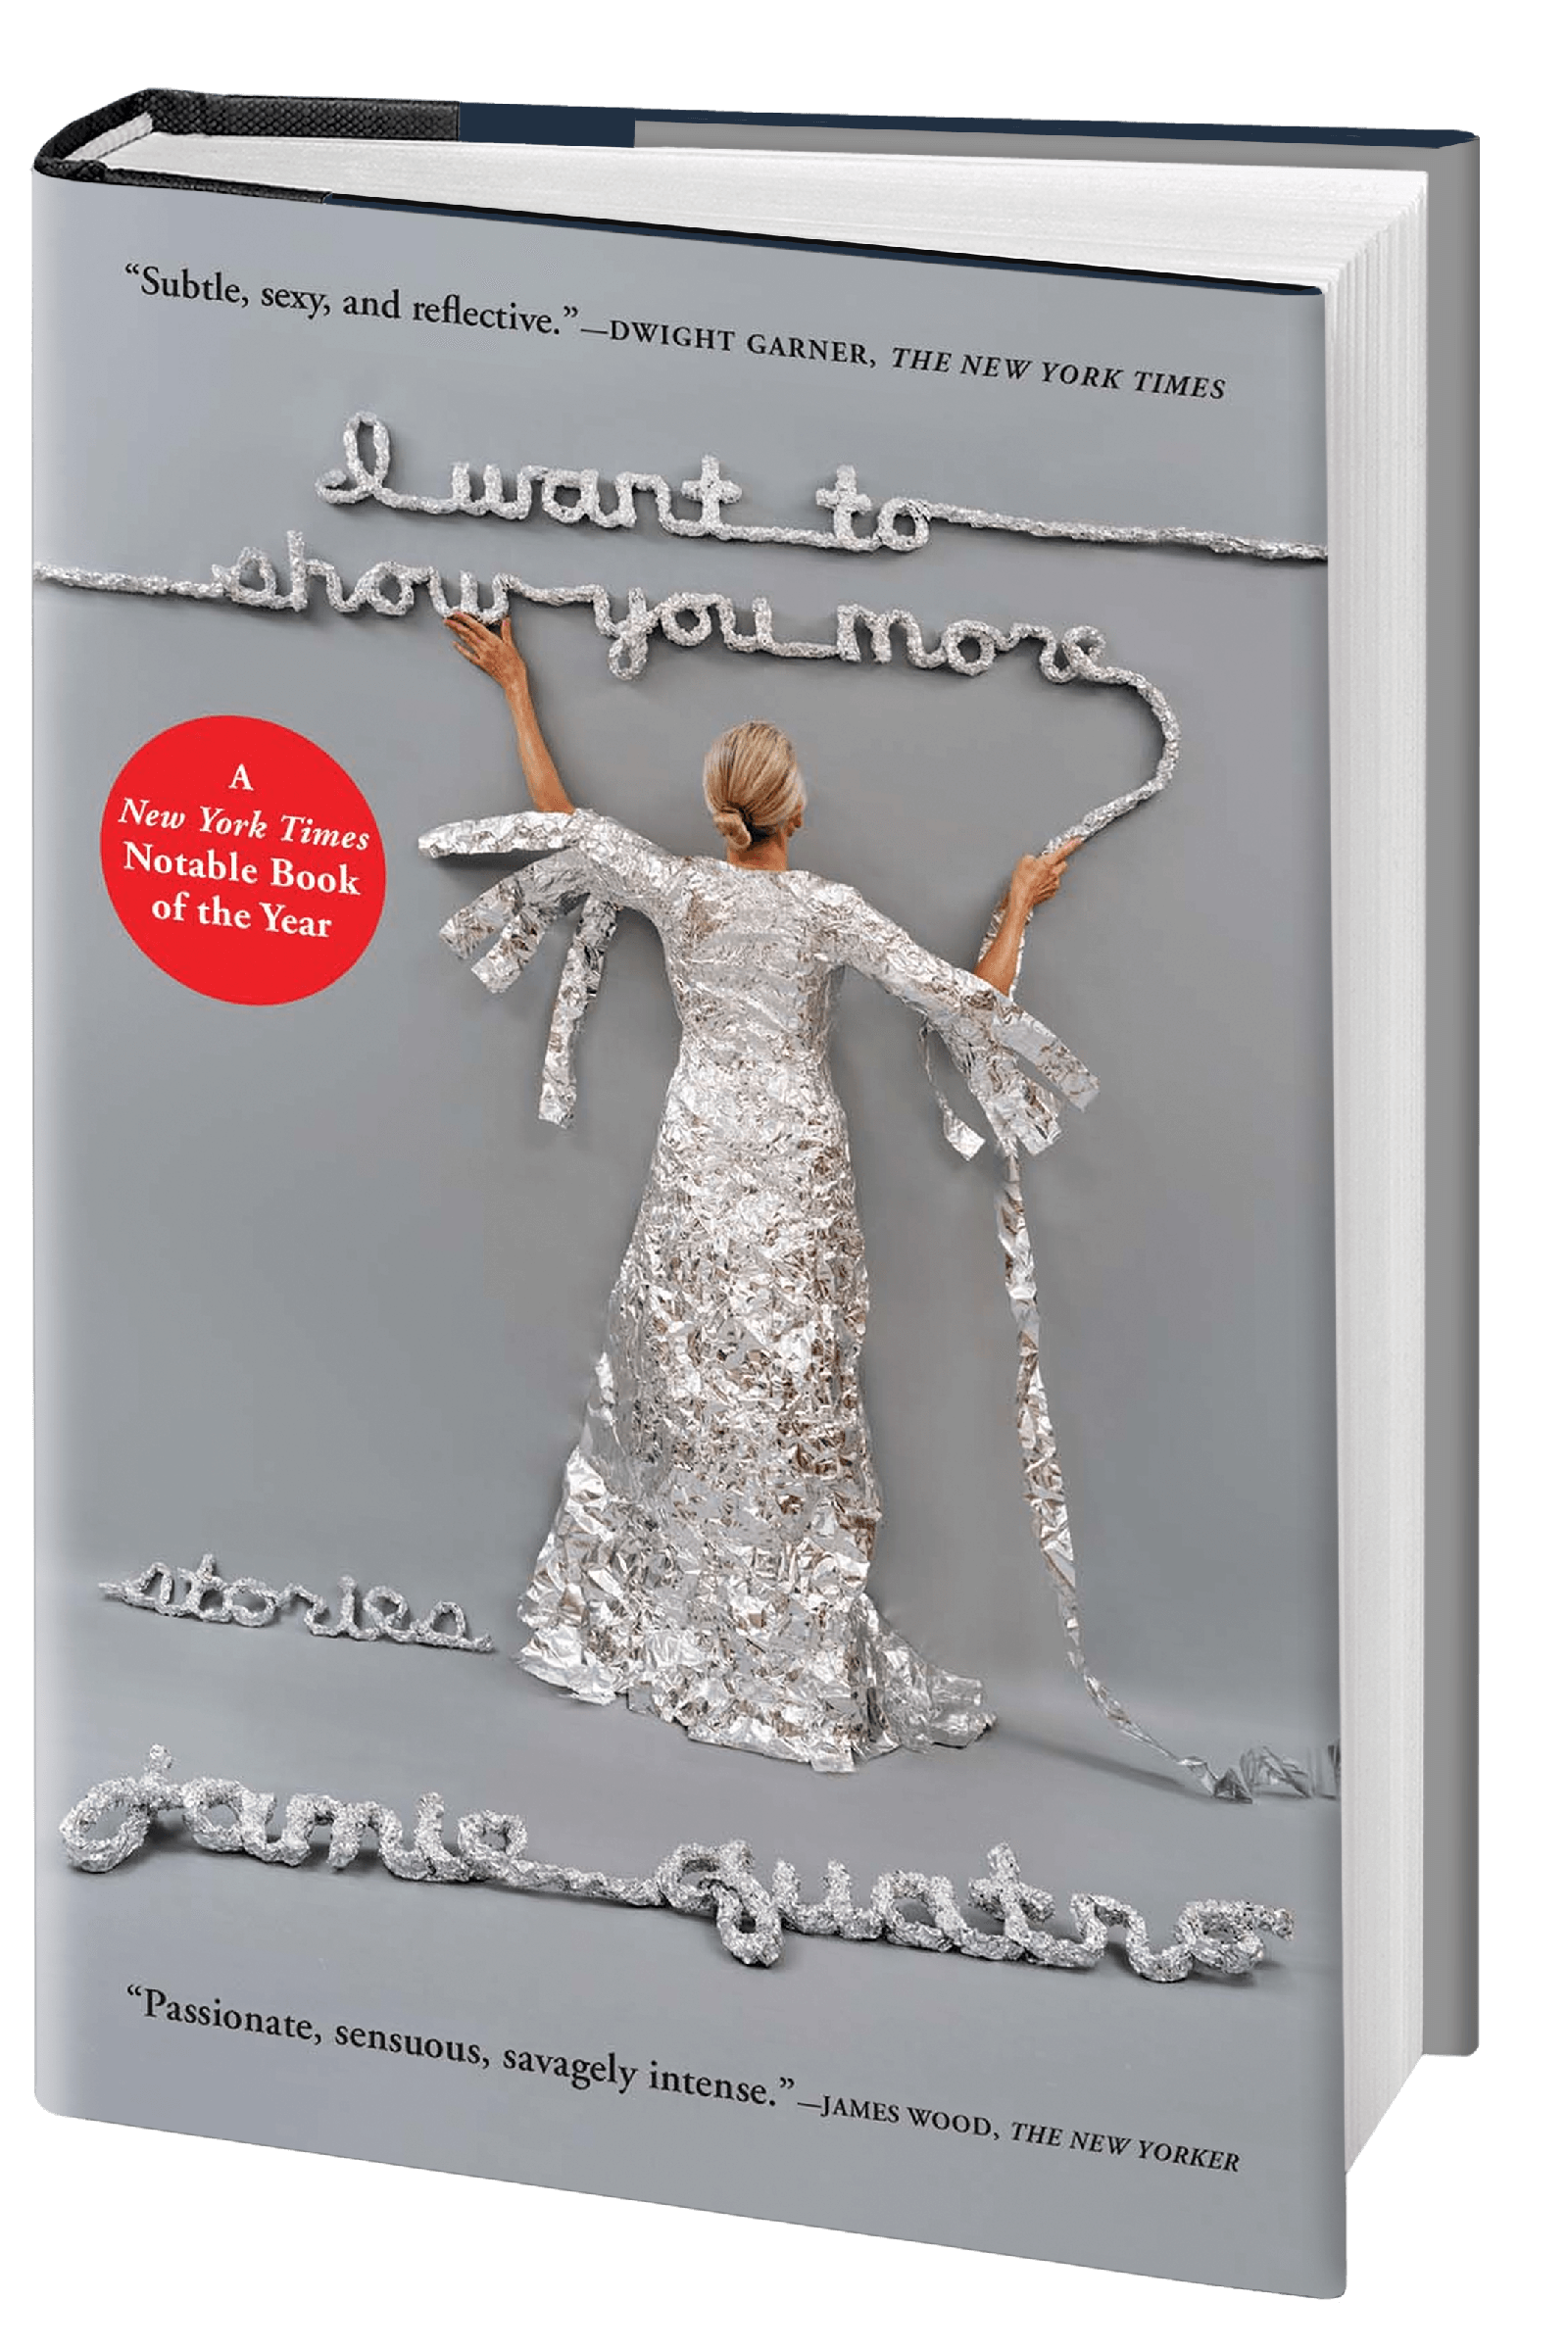 “Subtle, sexy, and reflective.”—DWIGHT GARNER, THE NEW YORK TIMES
I want to
show you more
A
New York Times
Notable Book
of the Year
stories
jamie quatro
“Passionate, sensuous, savagely intense.”—JAMES WOOD, THE NEW YORKER